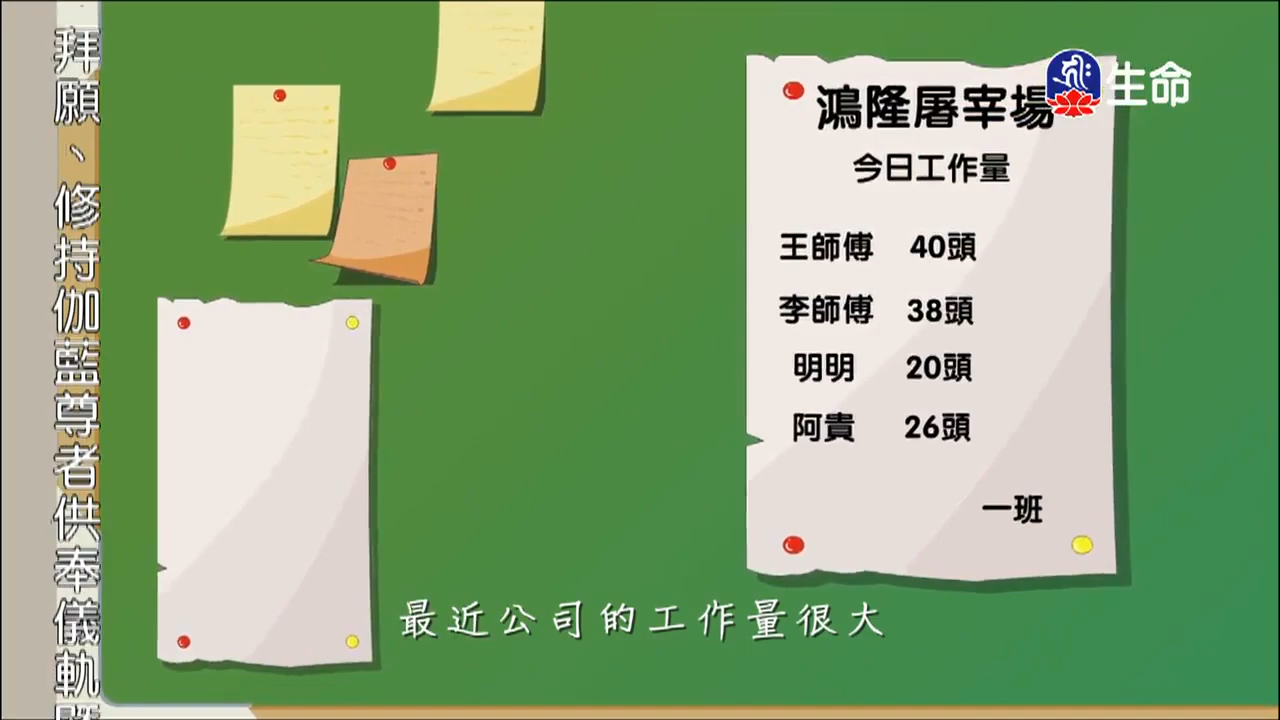 拜願、修持伽藍尊者供奉儀軌暨
生命
鴻隆屠宰場
今日工作量
王師傅 40頭
李師傅 38頭
明明 20頭
阿貴 26頭
一班
最近公司的工作量很大